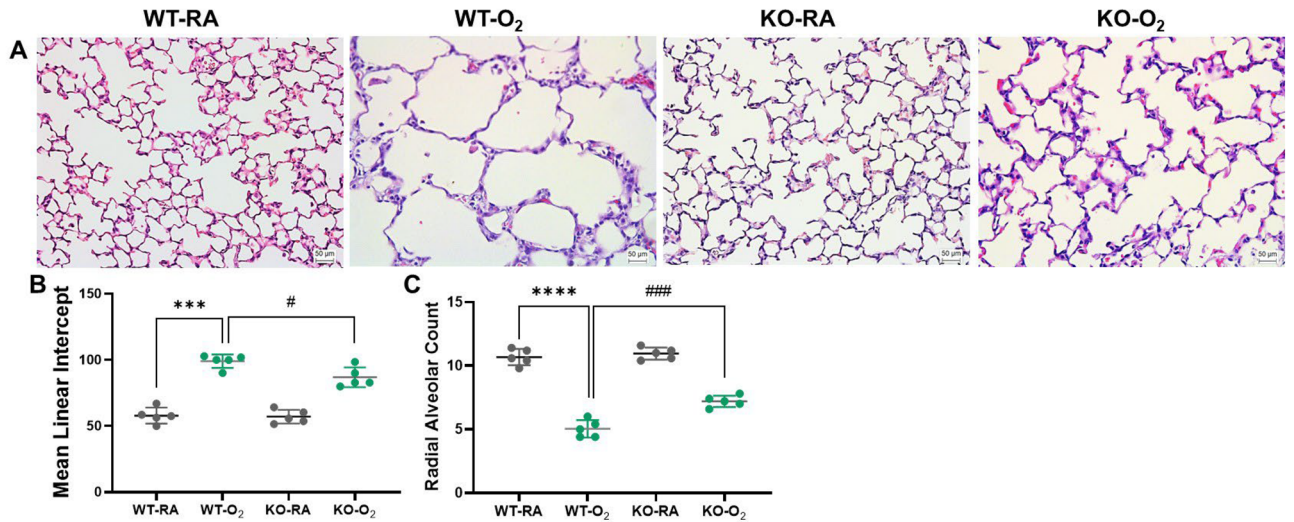 WT-RA WT-O₂ KO-RA KO-O₂
A
50 µm 50 µm 50 µm 50 µm
B
Mean Linear Intercept
150
100
50
0
*** #
WT-RA WT-O₂ KO-RA KO-O₂
C
Radial Alveolar Count
15
10
5
0
**** ###
WT-RA WT-O₂ KO-RA KO-O₂